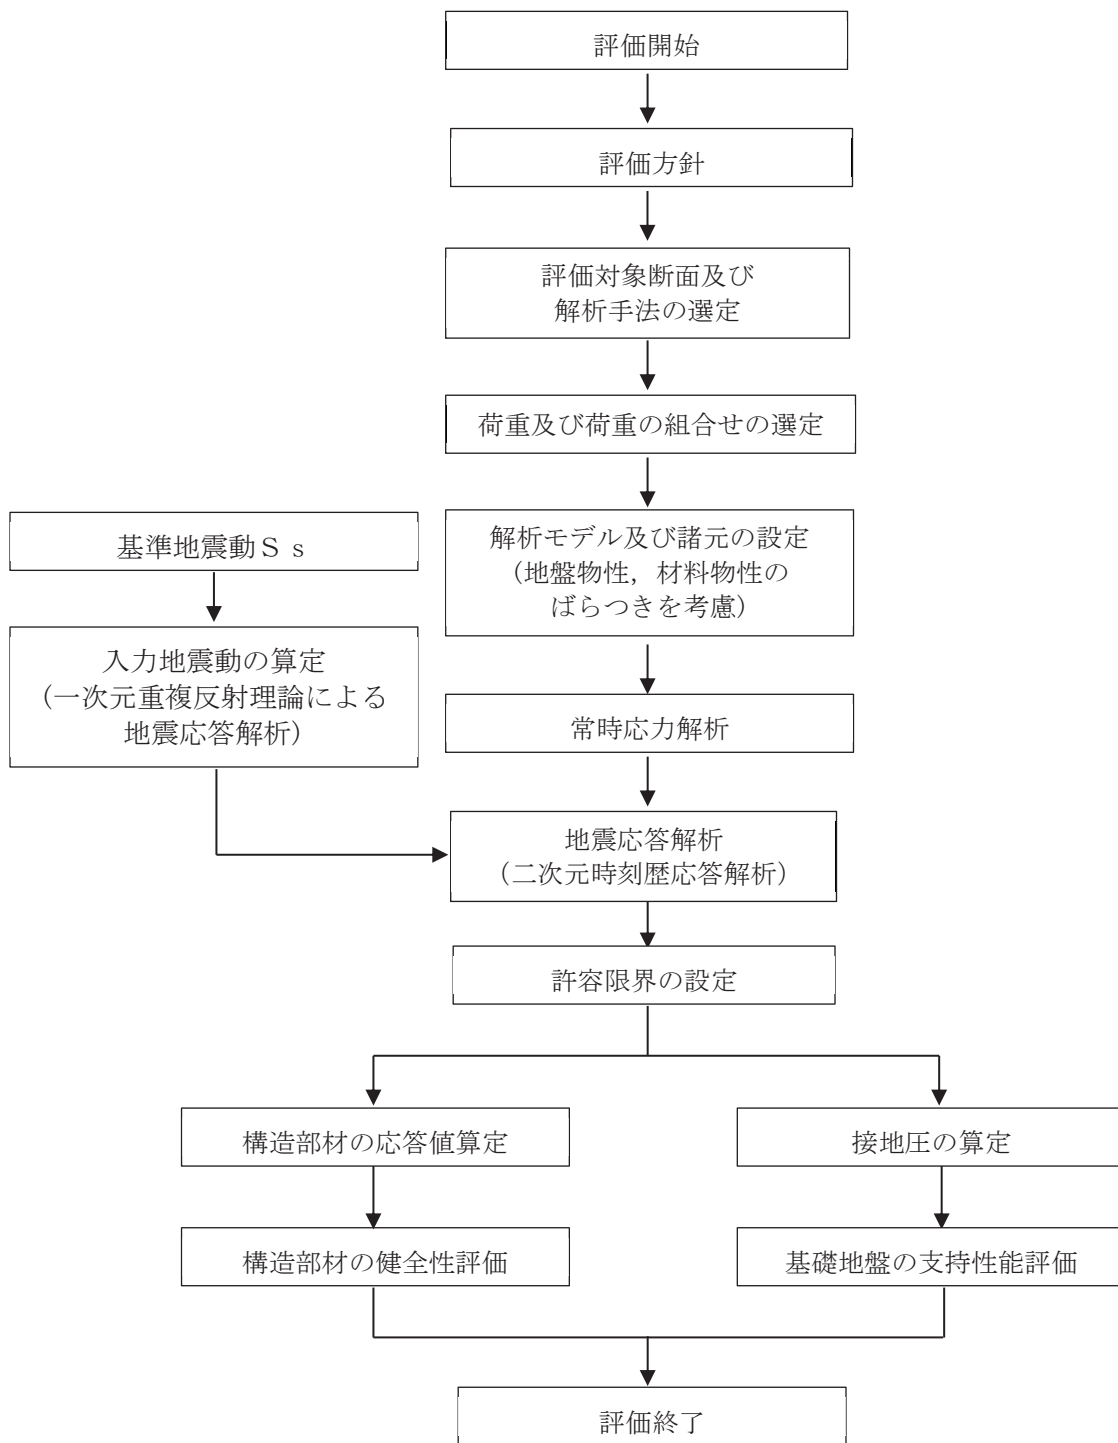 評価開始
評価方針
評価対象断面及び
解析手法の選定
荷重及び荷重の組合せの選定
基準地震動Ｓｓ
解析モデル及び諸元の設定
（地盤物性，材料物性の
ばらつきを考慮）
入力地震動の算定
（一次元重複反射理論による
地震応答解析）
常時応力解析
地震応答解析
（二次元時刻歴応答解析）
許容限界の設定
構造部材の応答値算定
接地圧の算定
構造部材の健全性評価
基礎地盤の支持性能評価
評価終了